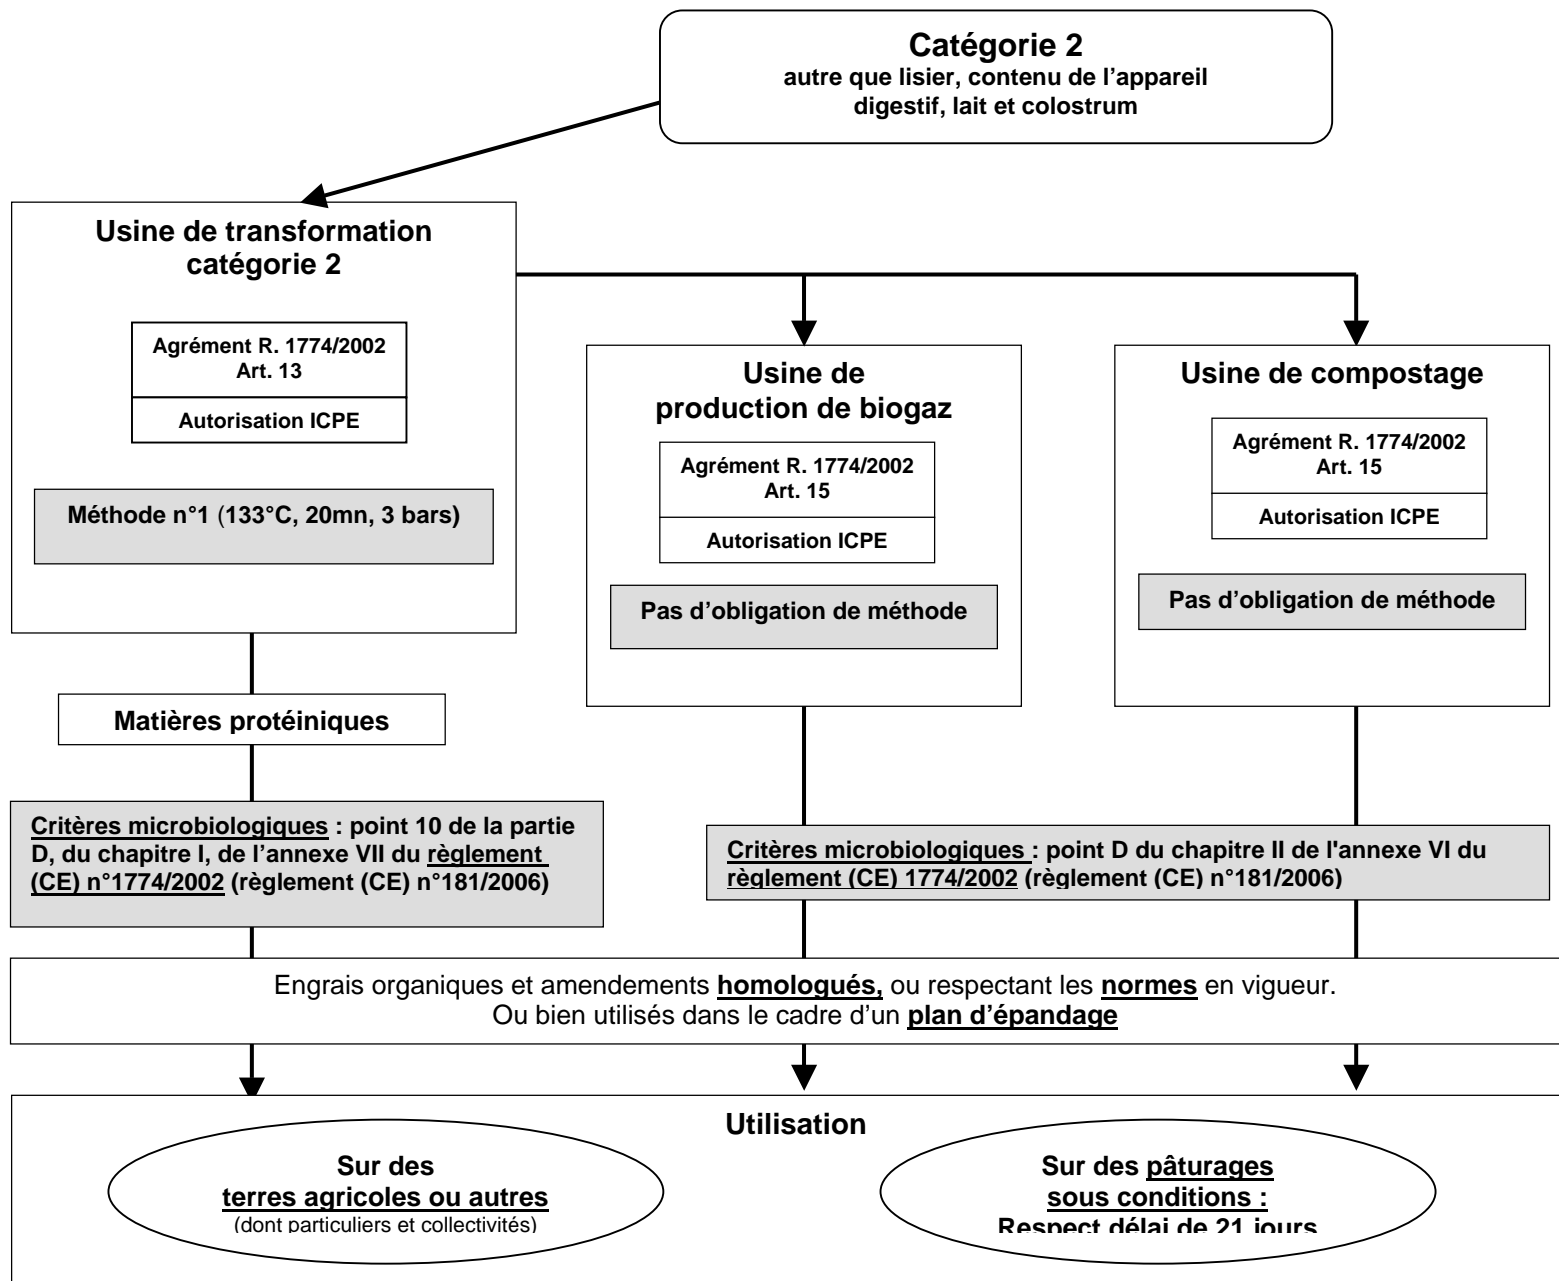 Catégorie 2
autre que lisier, contenu de l’appareil
digestif, lait et colostrum
Usine de transformation
catégorie 2
Agrément R. 1774/2002
Art. 13
Autorisation ICPE
Méthode n°1 (133°C, 20mn, 3 bars)
Usine de
production de biogaz
Agrément R. 1774/2002
Art. 15
Autorisation ICPE
Pas d’obligation de méthode
Usine de compostage
Agrément R. 1774/2002
Art. 15
Autorisation ICPE
Pas d’obligation de méthode
Matières protéiniques
Critères microbiologiques : point 10 de la partie
D, du chapitre I, de l’annexe VII du règlement
(CE) n°1774/2002 (règlement (CE) n°181/2006)
Critères microbiologiques : point D du chapitre II de l'annexe VI du
règlement (CE) 1774/2002 (règlement (CE) n°181/2006)
Engrais organiques et amendements homologués, ou respectant les normes en vigueur.
Ou bien utilisés dans le cadre d’un plan d’épandage
Utilisation
Sur des
terres agricoles ou autres
(dont particuliers et collectivités)
Sur des pâturages
sous conditions :
Respect délai de 21 jours